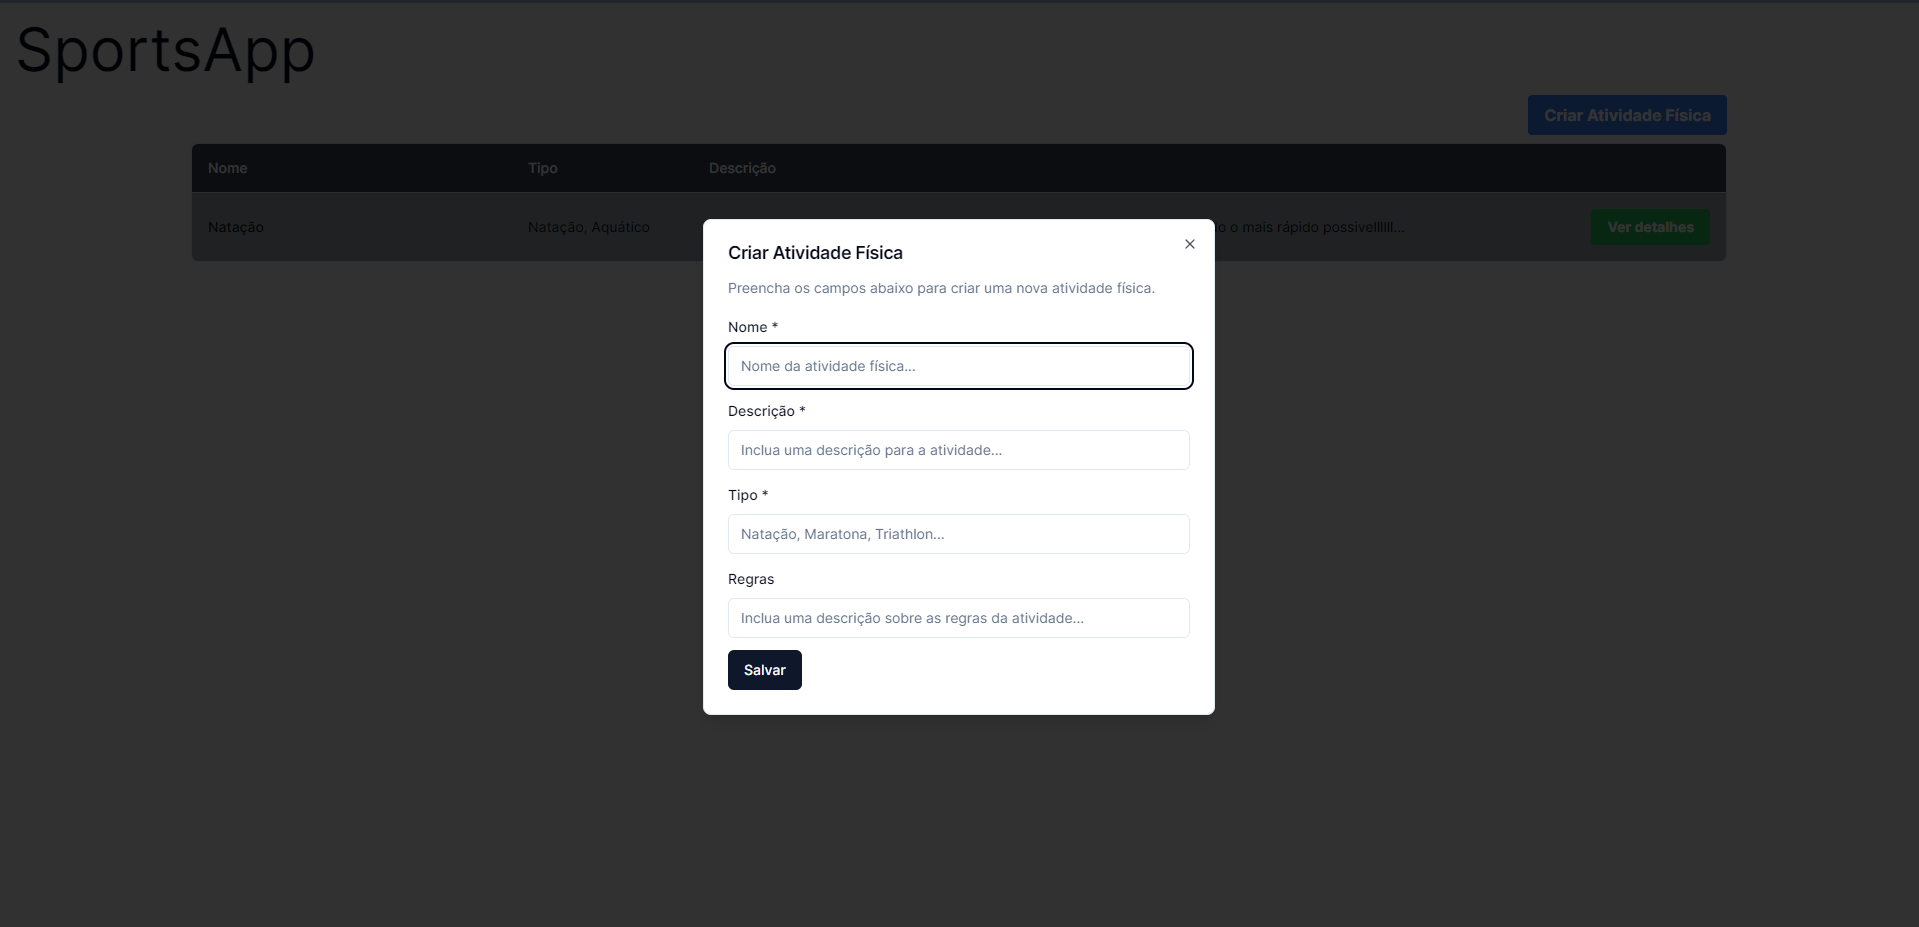 SportsApp
Criar Atividade Física
Nome Tipo Descrição
Natação Natação, Aquático o o mais rápido possivellllll... Ver detalhes
Criar Atividade Física
Preencha os campos abaixo para criar uma nova atividade física.
Nome *
Nome da atividade física...
Descrição *
Inclua uma descrição para a atividade...
Tipo *
Natação, Maratona, Triathlon...
Regras
Inclua uma descrição sobre as regras da atividade...
Salvar